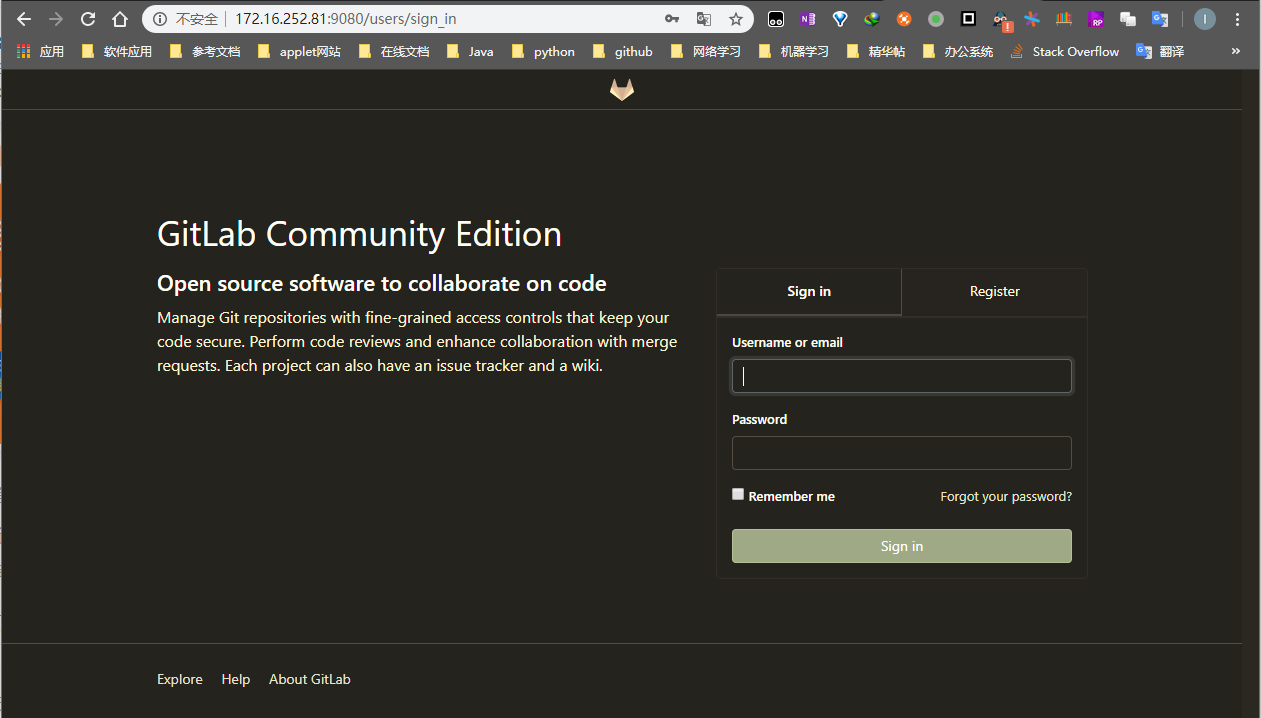 不安全 172.16.252.81:9080/users/sign_in
应用 软件应用 参考文档 applet网站 在线文档 Java python github 网络学习 机器学习 精华帖 办公系统 Stack Overflow 翻译 »
GitLab Community Edition
Open source software to collaborate on code
Manage Git repositories with fine-grained access controls that keep your
code secure. Perform code reviews and enhance collaboration with merge
requests. Each project can also have an issue tracker and a wiki.
Sign in Register
Username or email
Password
Remember me Forgot your password?
Sign in
Explore Help About GitLab